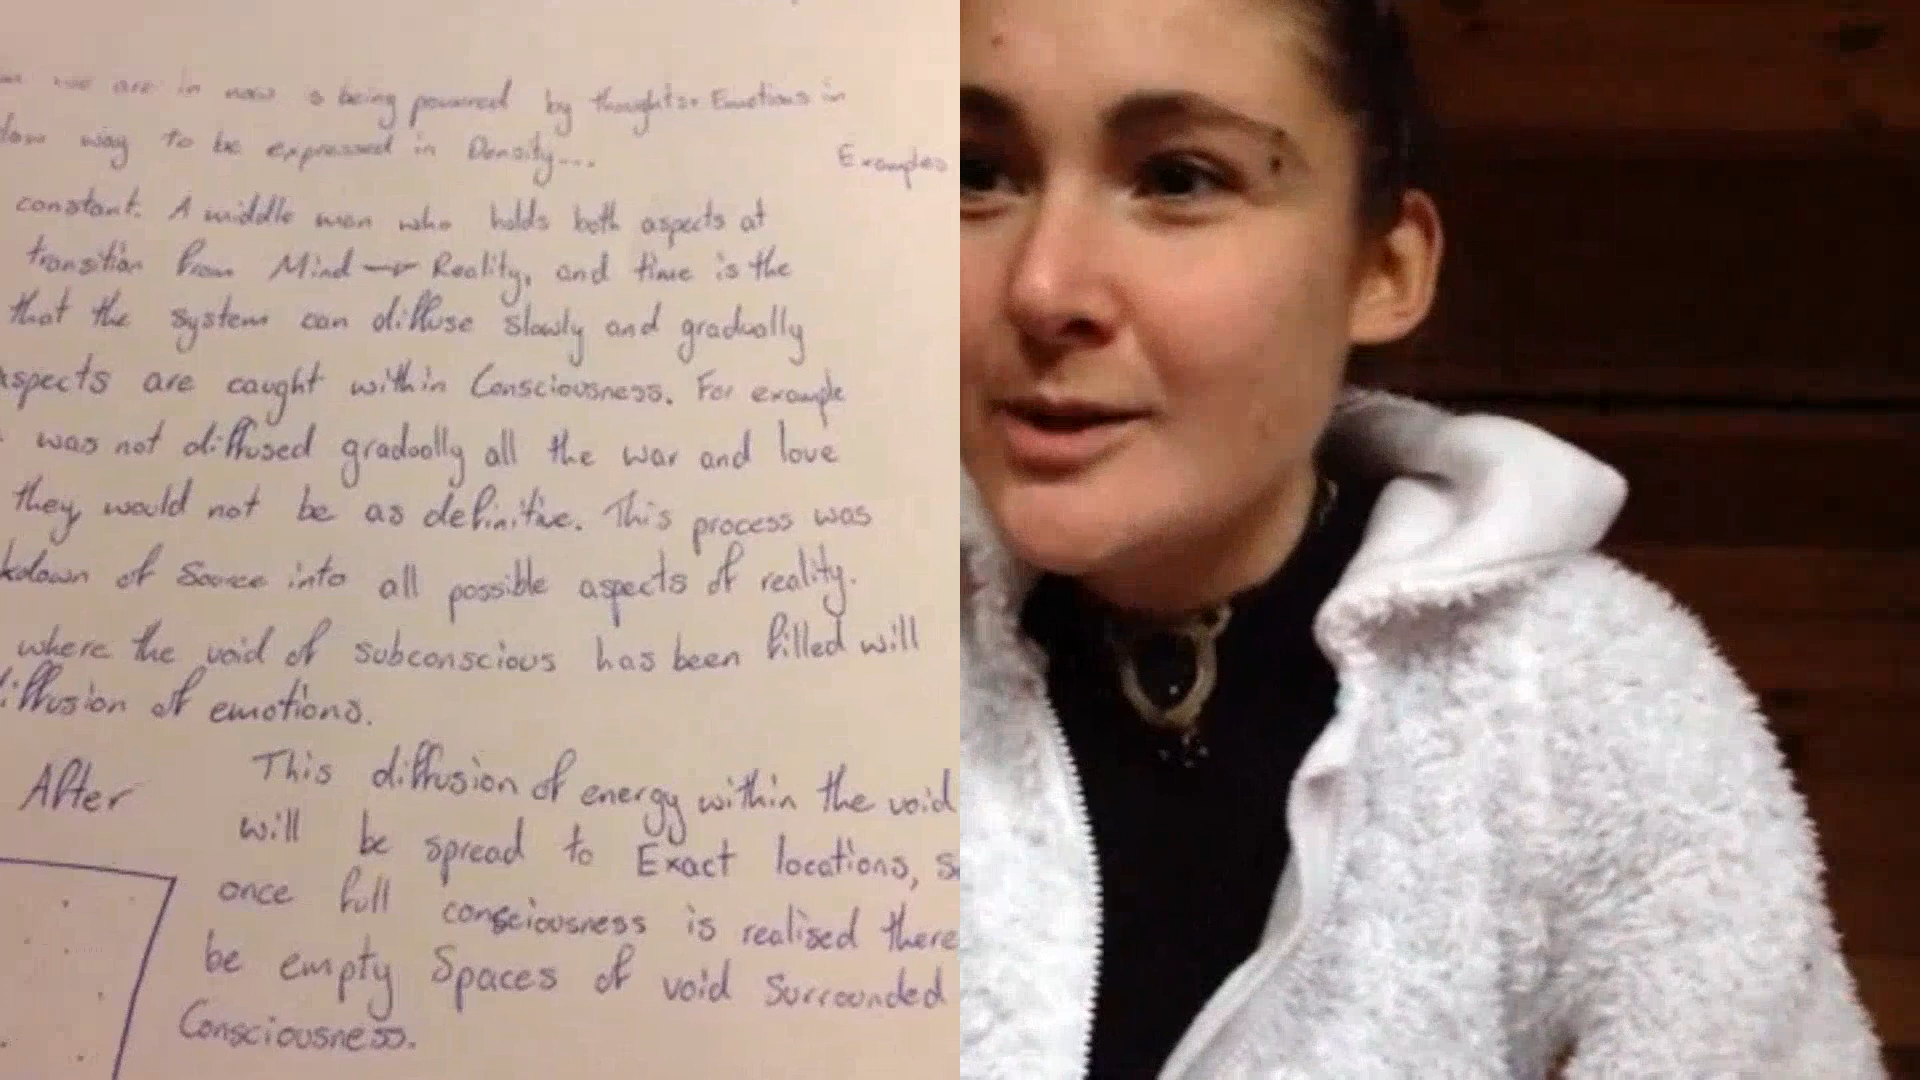 we are in now is being powered by thoughts + Emotions in
way to be expressed in Density...
Examples
constant. A middle man who holds both aspects at
transition from Mind → Reality, and time is the
that the system can diffuse slowly and gradually
aspects are caught within Consciousness. For example
was not diffused gradually all the war and love
they would not be as definitive. This process was
kdown of Source into all possible aspects of reality.
where the void of subconscious has been filled will
diffusion of emotions.
After
This diffusion of energy within the void
will be spread to Exact locations, so
once full consciousness is realised there
be empty Spaces of void Surrounded
Consciousness.